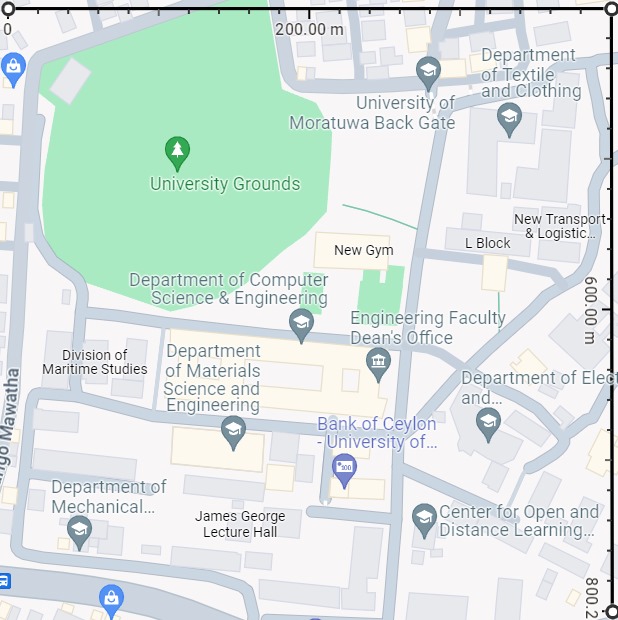 0
200.00 m
Department
of Textile
and Clothing
University of
Moratuwa Back Gate
University Grounds
New Transport
& Logistic...
L Block
New Gym
Department of Computer
Science & Engineering
600.00 m
Engineering Faculty
Dean's Office
Division of
Maritime Studies
Department
of Materials
Science and
Engineering
Department of Elect
and...
Bank of Ceylon
- University of...
ngo Mawatha
Department of
Mechanical...
James George
Lecture Hall
Center for Open and
Distance Learning...
800.2